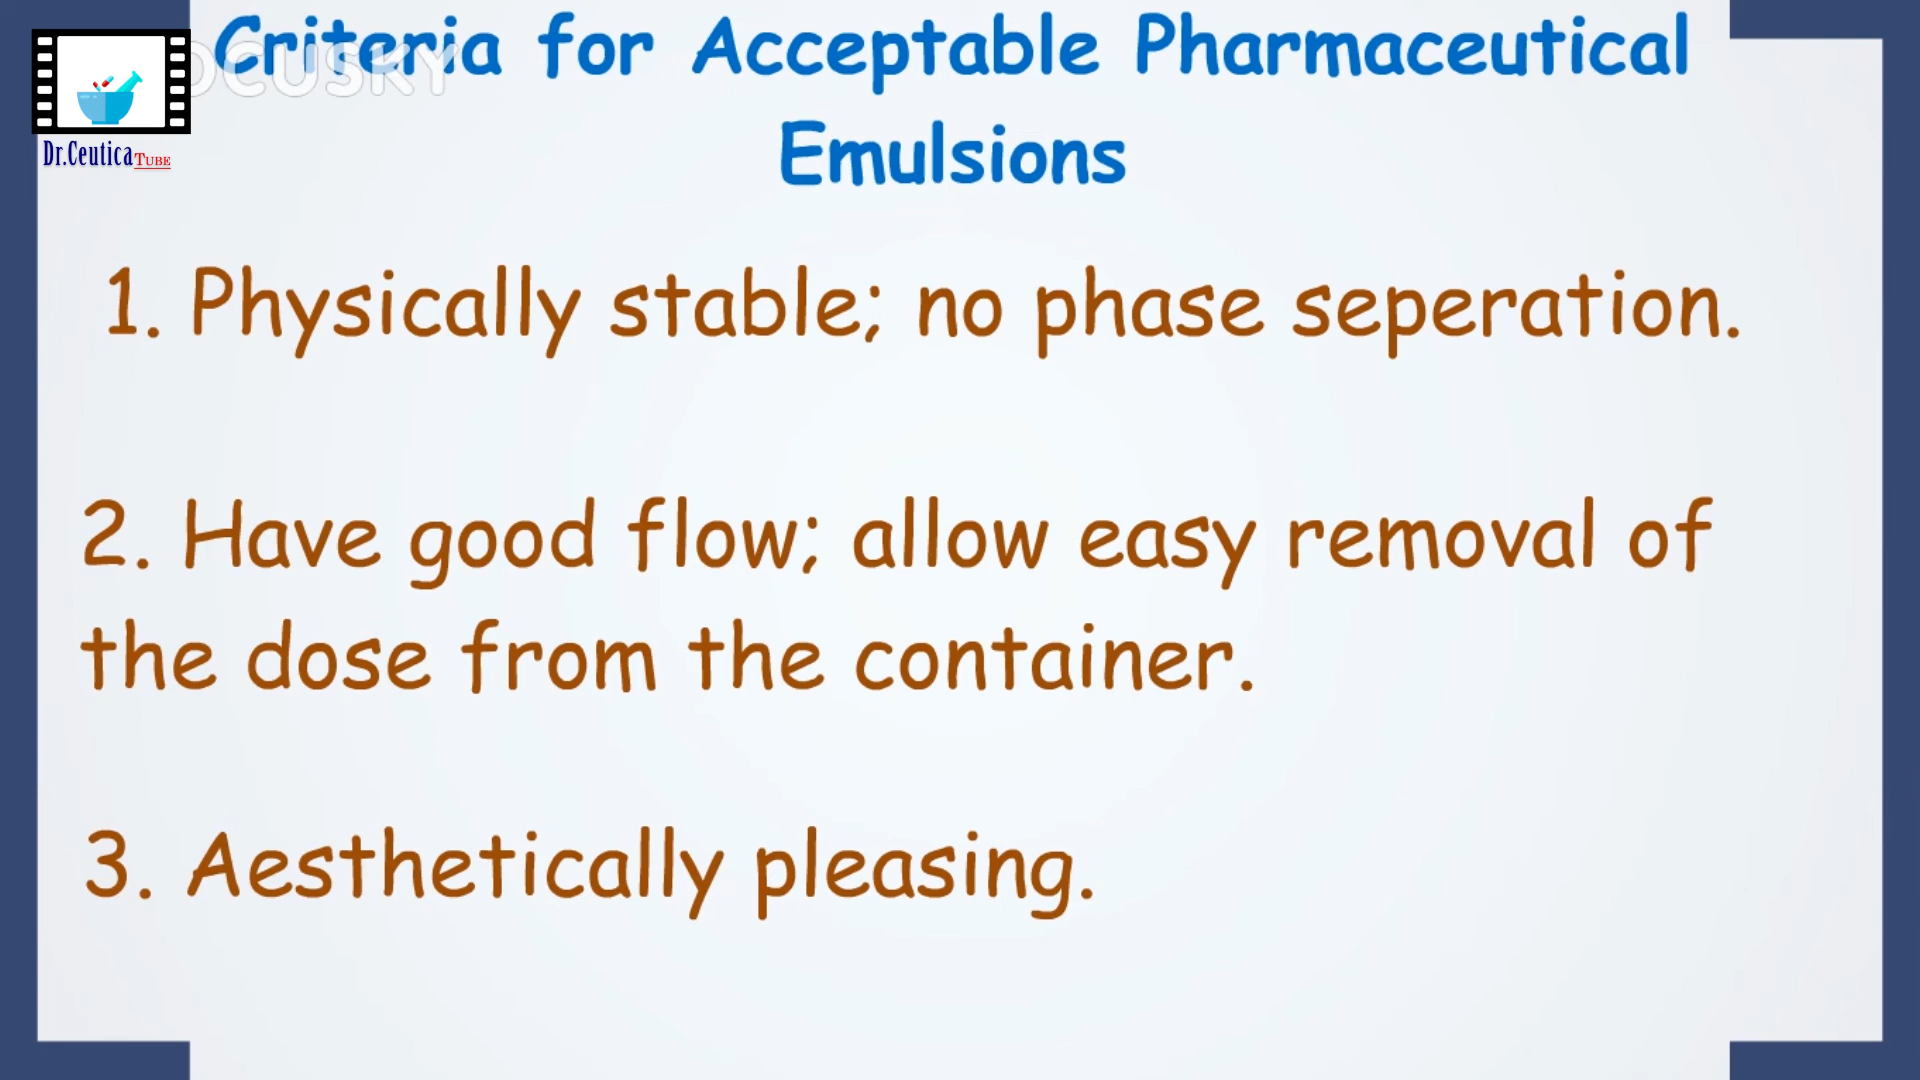 Criteria for Acceptable Pharmaceutical
Emulsions
Dr.Ceutica TUBE
1. Physically stable; no phase seperation.
2. Have good flow; allow easy removal of
the dose from the container.
3. Aesthetically pleasing.